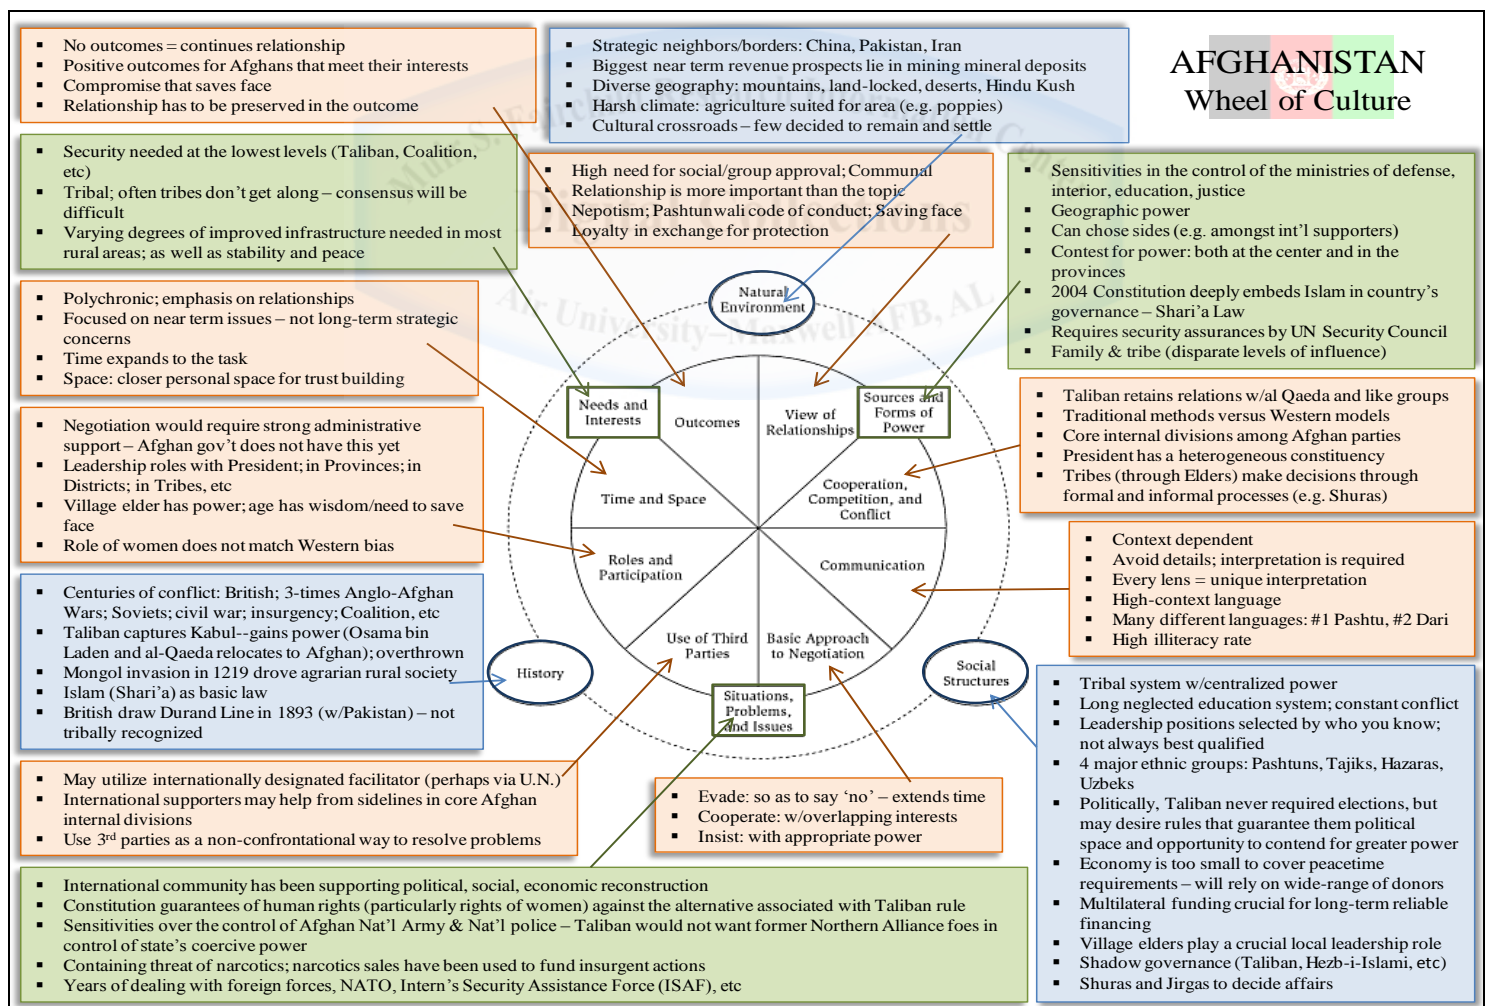 AFGHANISTAN
Wheel of Culture
▪ No outcomes = continues relationship
▪ Positive outcomes for Afghans that meet their interests
▪ Compromise that saves face
▪ Relationship has to be preserved in the outcome
▪ Strategic neighbors/borders: China, Pakistan, Iran
▪ Biggest near term revenue prospects lie in mining mineral deposits
▪ Diverse geography: mountains, land-locked, deserts, Hindu Kush
▪ Harsh climate: agriculture suited for area (e.g. poppies)
▪ Cultural crossroads – few decided to remain and settle
▪ Security needed at the lowest levels (Taliban, Coalition,
etc)
▪ Tribal; often tribes don't get along – consensus will be
difficult
▪ Varying degrees of improved infrastructure needed in most
rural areas; as well as stability and peace
▪ High need for social/group approval; Communal
▪ Relationship is more important than the topic
▪ Nepotism; Pashtunwali code of conduct; Saving face
▪ Loyalty in exchange for protection
▪ Sensitivities in the control of the ministries of defense,
interior, education, justice
▪ Geographic power
▪ Can chose sides (e.g. amongst int'l supporters)
▪ Contest for power: both at the center and in the
provinces
▪ 2004 Constitution deeply embeds Islam in country's
governance – Shari'a Law
▪ Requires security assurances by UN Security Council
▪ Family & tribe (disparate levels of influence)
▪ Polychronic; emphasis on relationships
▪ Focused on near term issues – not long-term strategic
concerns
▪ Time expands to the task
▪ Space: closer personal space for trust building
▪ Taliban retains relations w/al Qaeda and like groups
▪ Traditional methods versus Western models
▪ Core internal divisions among Afghan parties
▪ President has a heterogeneous constituency
▪ Tribes (through Elders) make decisions through
formal and informal processes (e.g. Shuras)
▪ Negotiation would require strong administrative
support – Afghan gov't does not have this yet
▪ Leadership roles with President; in Provinces; in
Districts; in Tribes, etc
▪ Village elder has power; age has wisdom/need to save
face
▪ Role of women does not match Western bias
▪ Context dependent
▪ Avoid details; interpretation is required
▪ Every lens = unique interpretation
▪ High-context language
▪ Many different languages: #1 Pashtu, #2 Dari
▪ High illiteracy rate
▪ Centuries of conflict: British; 3-times Anglo-Afghan
Wars; Soviets; civil war; insurgency; Coalition, etc
▪ Taliban captures Kabul--gains power (Osama bin
Laden and al-Qaeda relocates to Afghan); overthrown
▪ Mongol invasion in 1219 drove agrarian rural society
▪ Islam (Shari'a) as basic law
▪ British draw Durand Line in 1893 (w/Pakistan) – not
tribally recognized
▪ Tribal system w/centralized power
▪ Long neglected education system; constant conflict
▪ Leadership positions selected by who you know;
not always best qualified
▪ 4 major ethnic groups: Pashtuns, Tajiks, Hazaras,
Uzbeks
▪ Politically, Taliban never required elections, but
may desire rules that guarantee them political
space and opportunity to contend for greater power
▪ Economy is too small to cover peacetime
requirements – will rely on wide-range of donors
▪ Multilateral funding crucial for long-term reliable
financing
▪ Village elders play a crucial local leadership role
▪ Shadow governance (Taliban, Hezb-i-Islami, etc)
▪ Shuras and Jirgas to decide affairs
▪ May utilize internationally designated facilitator (perhaps via U.N.)
▪ International supporters may help from sidelines in core Afghan
internal divisions
▪ Use 3rd parties as a non-confrontational way to resolve problems
▪ Evade: so as to say 'no' – extends time
▪ Cooperate: w/overlapping interests
▪ Insist: with appropriate power
▪ International community has been supporting political, social, economic reconstruction
▪ Constitution guarantees of human rights (particularly rights of women) against the alternative associated with Taliban rule
▪ Sensitivities over the control of Afghan Nat'l Army & Nat'l police – Taliban would not want former Northern Alliance foes in
control of state's coercive power
▪ Containing threat of narcotics; narcotics sales have been used to fund insurgent actions
▪ Years of dealing with foreign forces, NATO, Intern's Security Assistance Force (ISAF), etc
Natural
Environment
Needs and
Interests
Outcomes
View of
Relationships
Sources and
Forms of
Power
Time and Space
Cooperation,
Competition, and
Conflict
Roles and
Participation
Communication
Use of Third
Parties
Basic Approach
to Negotiation
History
Social
Structures
Situations,
Problems,
and Issues
Muir S. Fairchild Research Information Center
Digital Collections
Air University–Maxwell AFB, AL